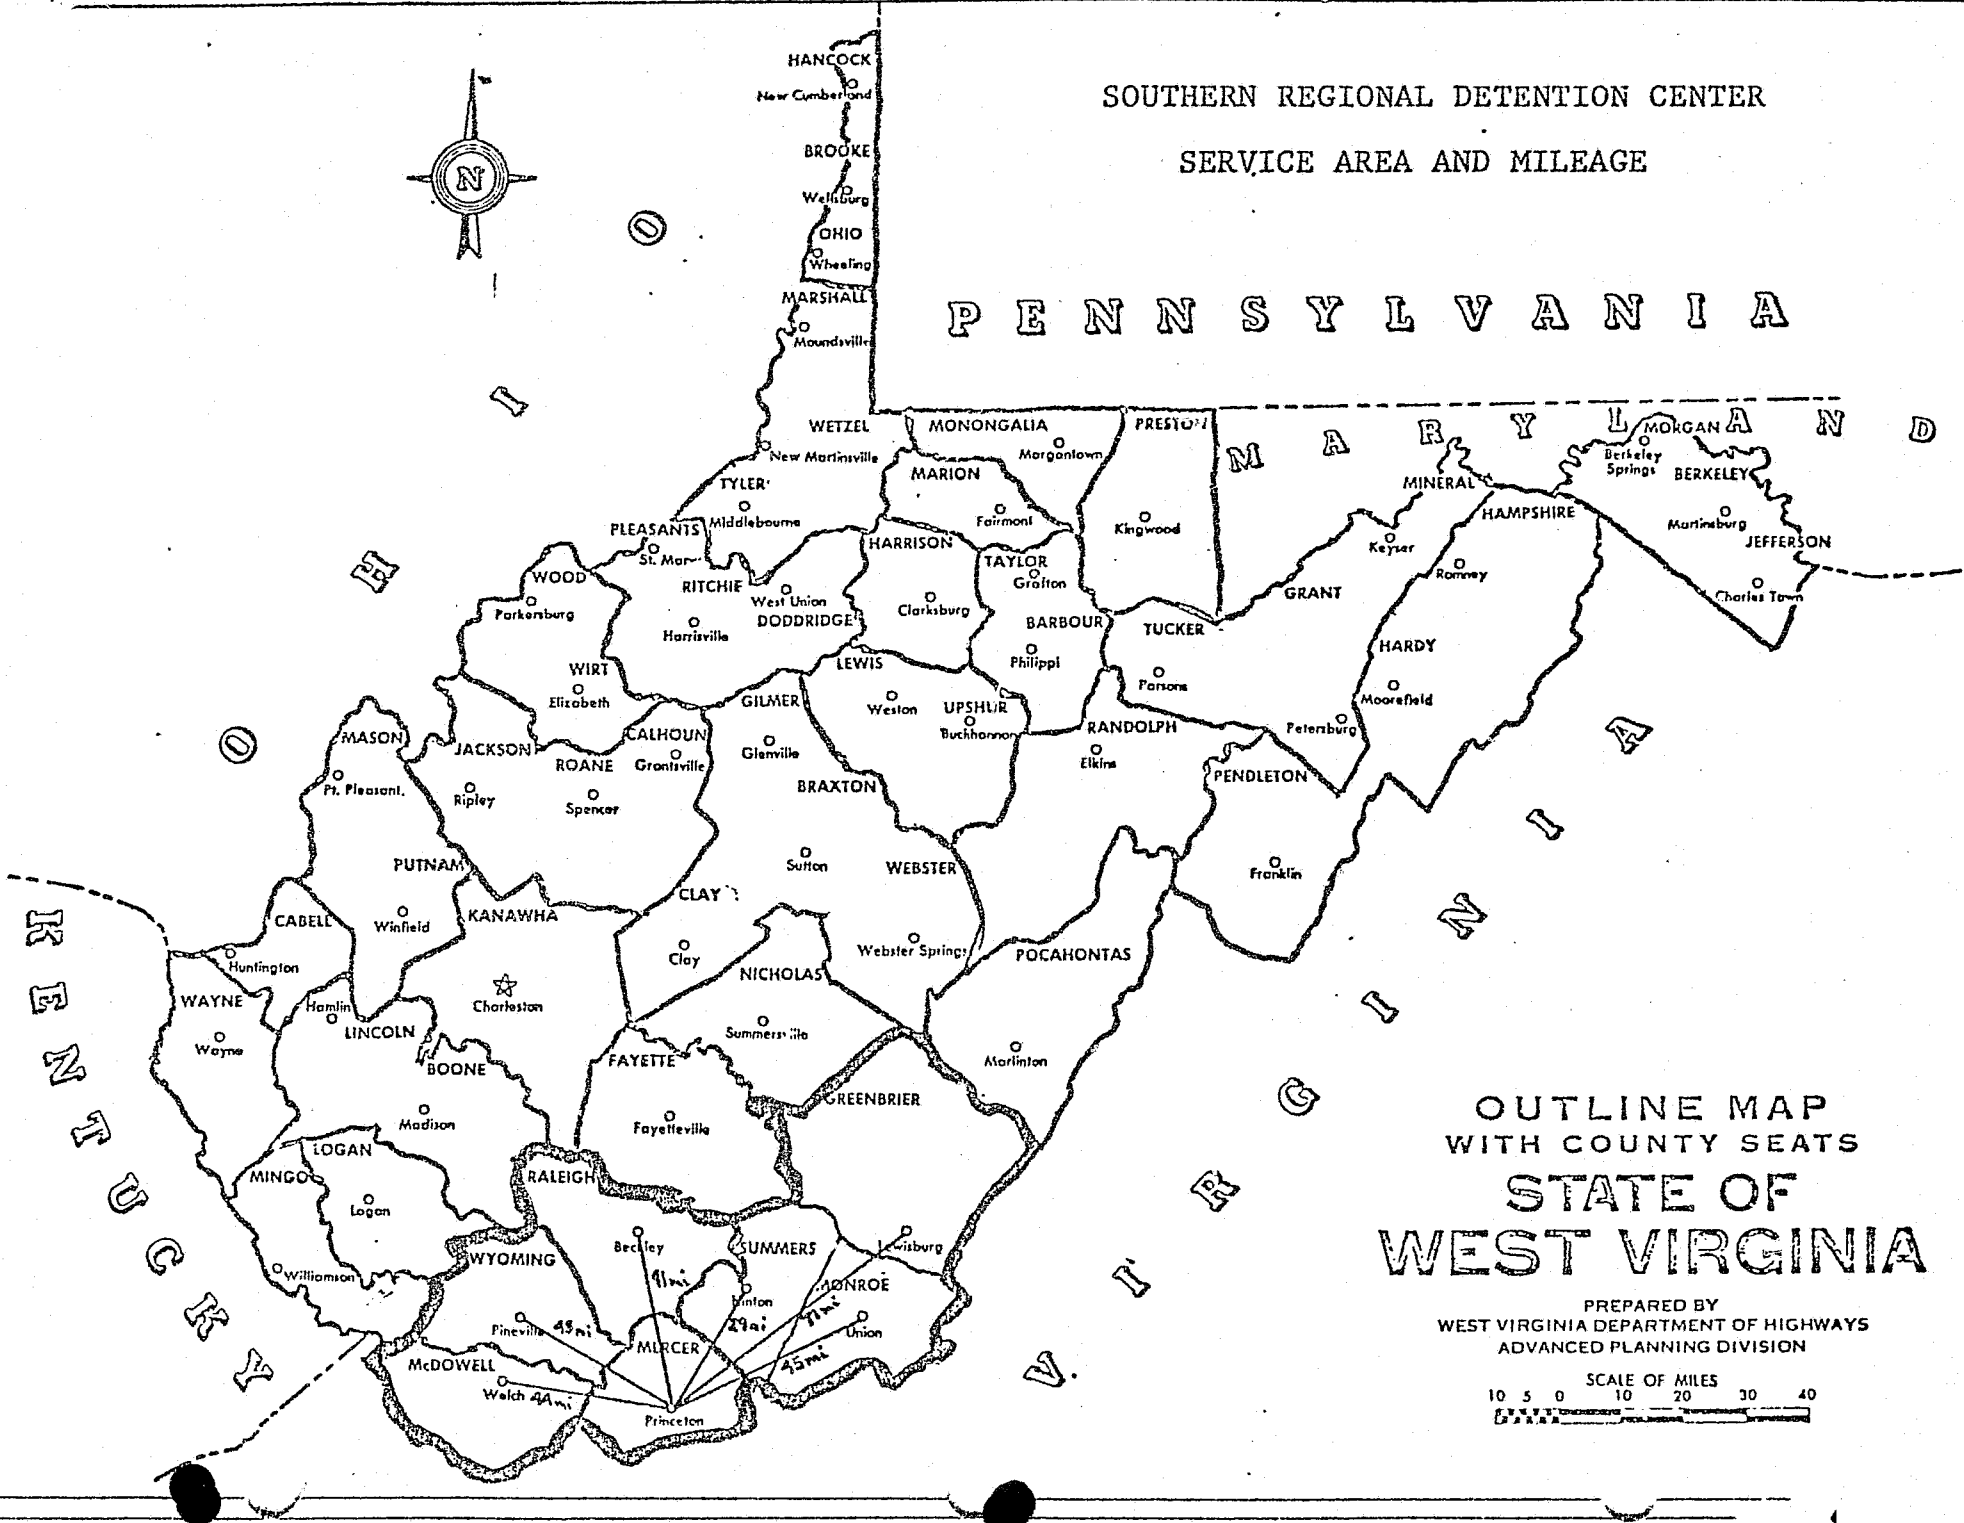 SOUTHERN REGIONAL DETENTION CENTER
SERVICE AREA AND MILEAGE
N
OHIO
PENNSYLVANIA
MARYLAND
VIRGINIA
KENTUCKY
HANCOCK
New Cumberland
BROOKE
Wellsburg
OHIO
Wheeling
MARSHALL
Moundsville
WETZEL
New Martinsville
MONONGALIA
Morgantown
PRESTON
Kingwood
MARION
Fairmont
TYLER
Middlebourne
PLEASANTS
St. Mar
HARRISON
Clarksburg
TAYLOR
Grafton
WOOD
Parkersburg
RITCHIE
Harrisville
West Union
DODDRIDGE
BARBOUR
Philippi
TUCKER
Parsons
MINERAL
Keyser
HAMPSHIRE
Romney
MORGAN
Berkeley
Springs
BERKELEY
Martinsburg
JEFFERSON
Charles Town
GRANT
Petersburg
HARDY
Moorefield
WIRT
Elizabeth
LEWIS
Weston
GILMER
Glenville
UPSHUR
Buckhannon
RANDOLPH
Elkins
CALHOUN
Grantsville
MASON
Pt. Pleasant.
JACKSON
Ripley
ROANE
Spencer
BRAXTON
Sutton
PENDLETON
Franklin
PUTNAM
Winfield
WEBSTER
Webster Springs
CLAY
Clay
KANAWHA
Charleston
CABELL
Huntington
POCAHONTAS
Marlinton
NICHOLAS
WAYNE
Wayne
Hamlin
LINCOLN
BOONE
Madison
FAYETTE
Fayetteville
GREENBRIER
LOGAN
Logan
MINGO
Williamson
RALEIGH
Beckley
SUMMERS
Lewisburg
WYOMING
Pineville
MONROE
Union
McDOWELL
Welch
44mi
MERCER
Princeton
29mi
45mi
OUTLINE MAP
WITH COUNTY SEATS
STATE OF
WEST VIRGINIA
PREPARED BY
WEST VIRGINIA DEPARTMENT OF HIGHWAYS
ADVANCED PLANNING DIVISION
SCALE OF MILES
10 5 0 10 20 30 40